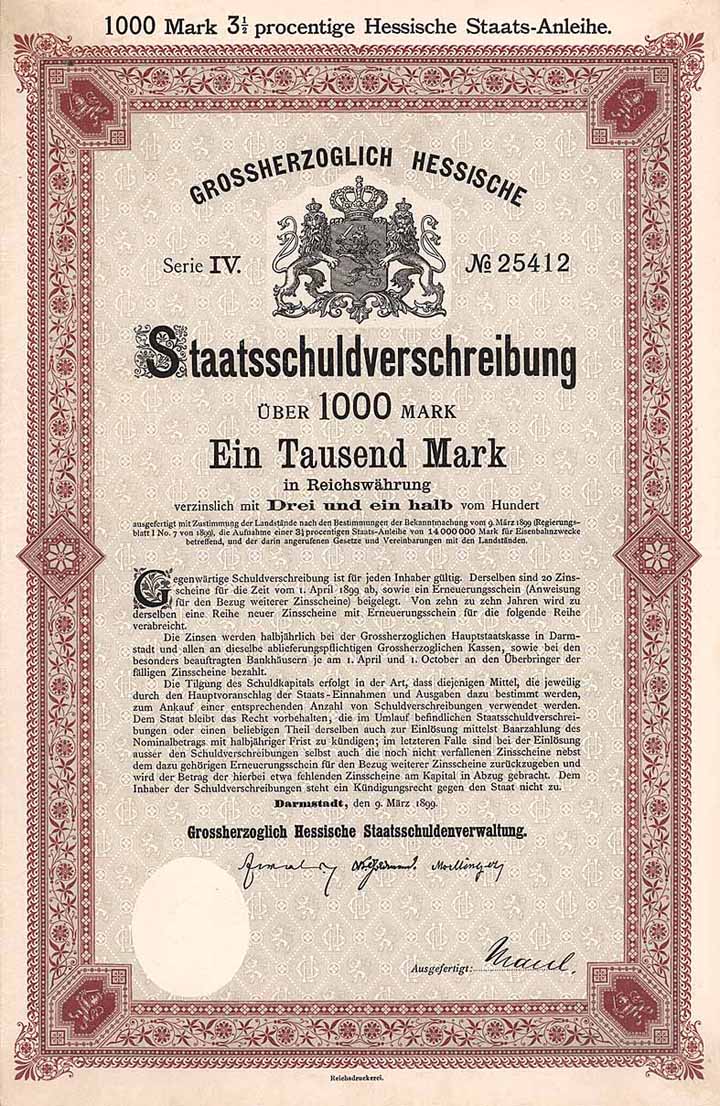 1000 Mark 3½ procentige Hessische Staats-Anleihe.
GROSSHERZOGLICH HESSISCHE
Serie IV.
№ 25412
Staatsschuldverschreibung
ÜBER 1000 MARK
Ein Tausend Mark
in Reichswährung
verzinslich mit Drei und ein halb vom Hundert
ausgefertigt mit Zustimmung der Landstände nach den Bestimmungen der Bekanntmachung vom 9. März 1899 (Regierungs-
blatt I No. 7 von 1899), die Aufnahme einer 3½procentigen Staats-Anleihe von 14 000 000 Mark für Eisenbahnzwecke
betreffend, und der darin angerufenen Gesetze und Vereinbarungen mit den Landständen.
Gegenwärtige Schuldverschreibung ist für jeden Inhaber gültig. Derselben sind 20 Zins-
scheine für die Zeit vom 1. April 1899 ab, sowie ein Erneuerungsschein (Anweisung
für den Bezug weiterer Zinsscheine) beigelegt. Von zehn zu zehn Jahren wird zu
derselben eine Reihe neuer Zinsscheine mit Erneuerungsschein für die folgende Reihe
verabreicht.
Die Zinsen werden halbjährlich bei der Grossherzoglichen Hauptstaatskasse in Darm-
stadt und allen an dieselbe ablieferungspflichtigen Grossherzoglichen Kassen, sowie bei den
besonders beauftragten Bankhäusern je am 1. April und 1. October an den Überbringer der
fälligen Zinsscheine bezahlt.
Die Tilgung des Schuldkapitals erfolgt in der Art, dass diejenigen Mittel, die jeweilig
durch den Hauptvoranschlag der Staats-Einnahmen und Ausgaben dazu bestimmt werden,
zum Ankauf einer entsprechenden Anzahl von Schuldverschreibungen verwendet werden.
Dem Staat bleibt das Recht vorbehalten, die im Umlauf befindlichen Staatsschuldverschrei-
bungen oder einen beliebigen Theil derselben auch zur Einlösung mittelst Baarzahlung des
Nominalbetrags mit halbjähriger Frist zu kündigen; im letzteren Falle sind bei der Einlösung
ausser den Schuldverschreibungen selbst auch die noch nicht verfallenen Zinsscheine nebst
dem dazu gehörigen Erneuerungsschein für den Bezug weiterer Zinsscheine zurückzugeben und
wird der Betrag der hierbei etwa fehlenden Zinsscheine am Kapital in Abzug gebracht. Dem
Inhaber der Schuldverschreibungen steht ein Kündigungsrecht gegen den Staat nicht zu.
Darmstadt, den 9. März 1899.
Grossherzoglich Hessische Staatsschuldenverwaltung.
Ausgefertigt:
Reichsdruckerei.